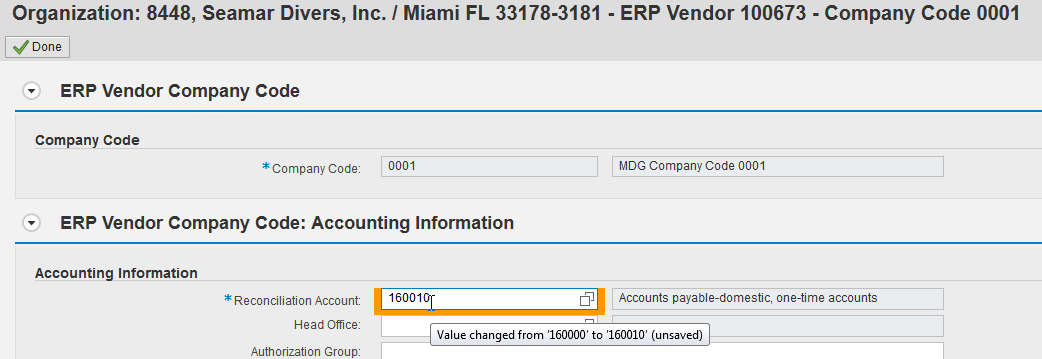 Organization: 8448, Seamar Divers, Inc. / Miami FL 33178-3181 - ERP Vendor 100673 - Company Code 0001
Done
ERP Vendor Company Code
Company Code
* Company Code: 0001 MDG Company Code 0001
ERP Vendor Company Code: Accounting Information
Accounting Information
* Reconciliation Account: 160010 Accounts payable-domestic, one-time accounts
Head Office:
Value changed from '160000' to '160010' (unsaved)
Authorization Group: